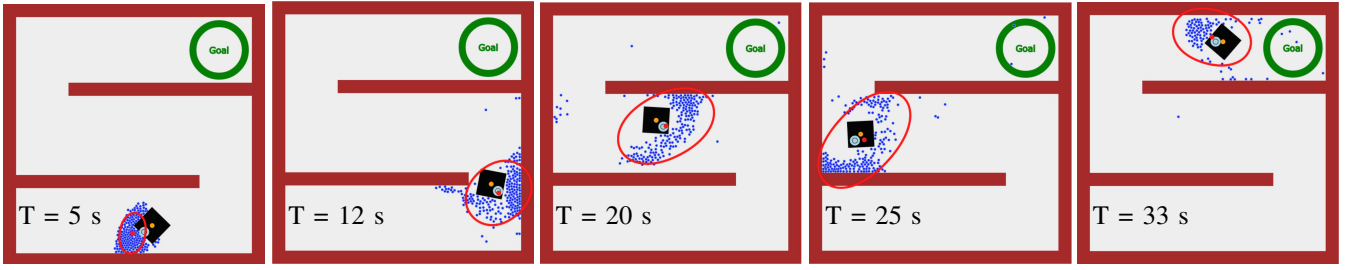 Goal
T = 5 s
Goal
T = 12 s
Goal
T = 20 s
Goal
T = 25 s
Goal
T = 33 s